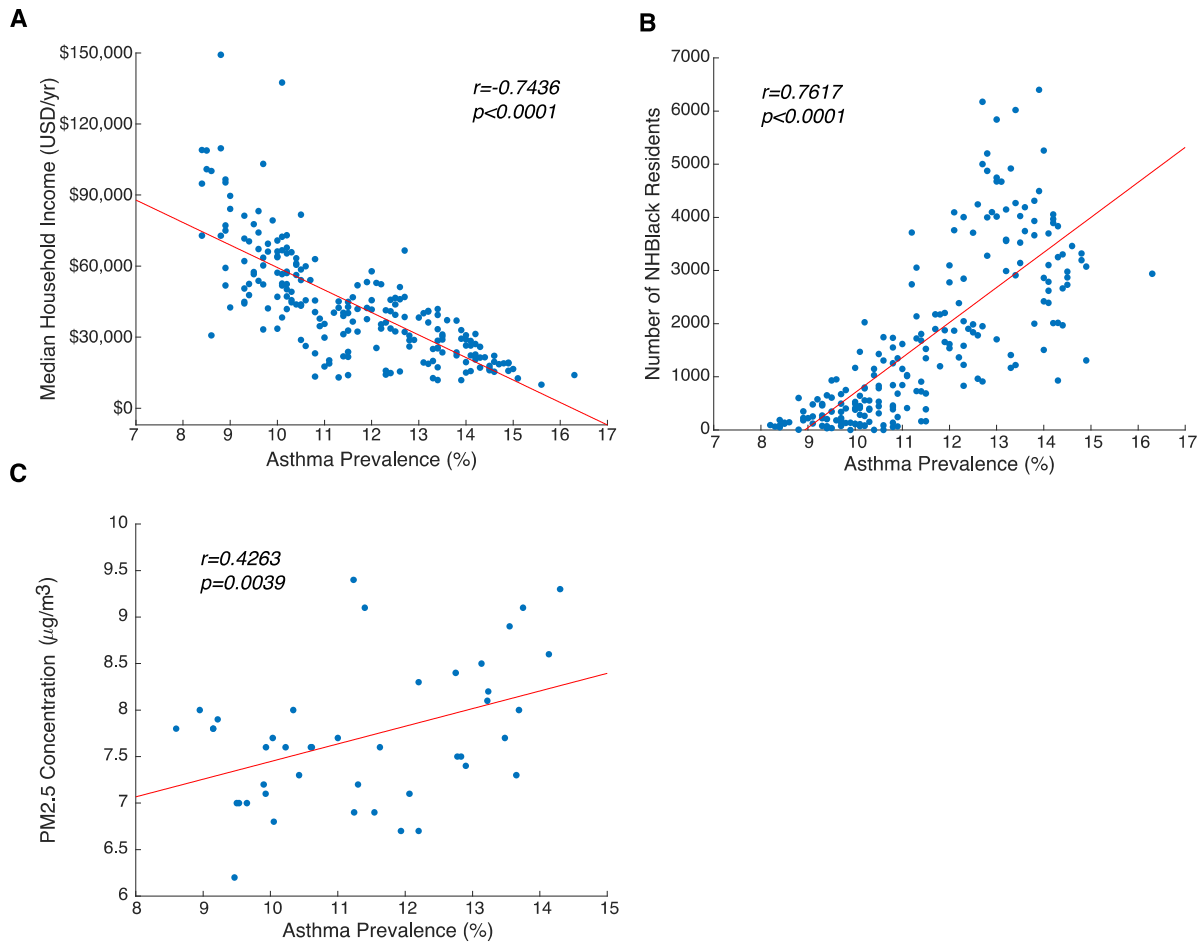 A
Median Household Income (USD/yr)
$150,000
$120,000
$90,000
$60,000
$30,000
$0
r=-0.7436
p<0.0001
7 8 9 10 11 12 13 14 15 16 17
Asthma Prevalence (%)
B
Number of NHBlack Residents
7000
6000
5000
4000
3000
2000
1000
0
r=0.7617
p<0.0001
7 8 9 10 11 12 13 14 15 16 17
Asthma Prevalence (%)
C
PM2.5 Concentration (μg/m3)
10
9.5
9
8.5
8
7.5
7
6.5
6
r=0.4263
p=0.0039
8 9 10 11 12 13 14 15
Asthma Prevalence (%)